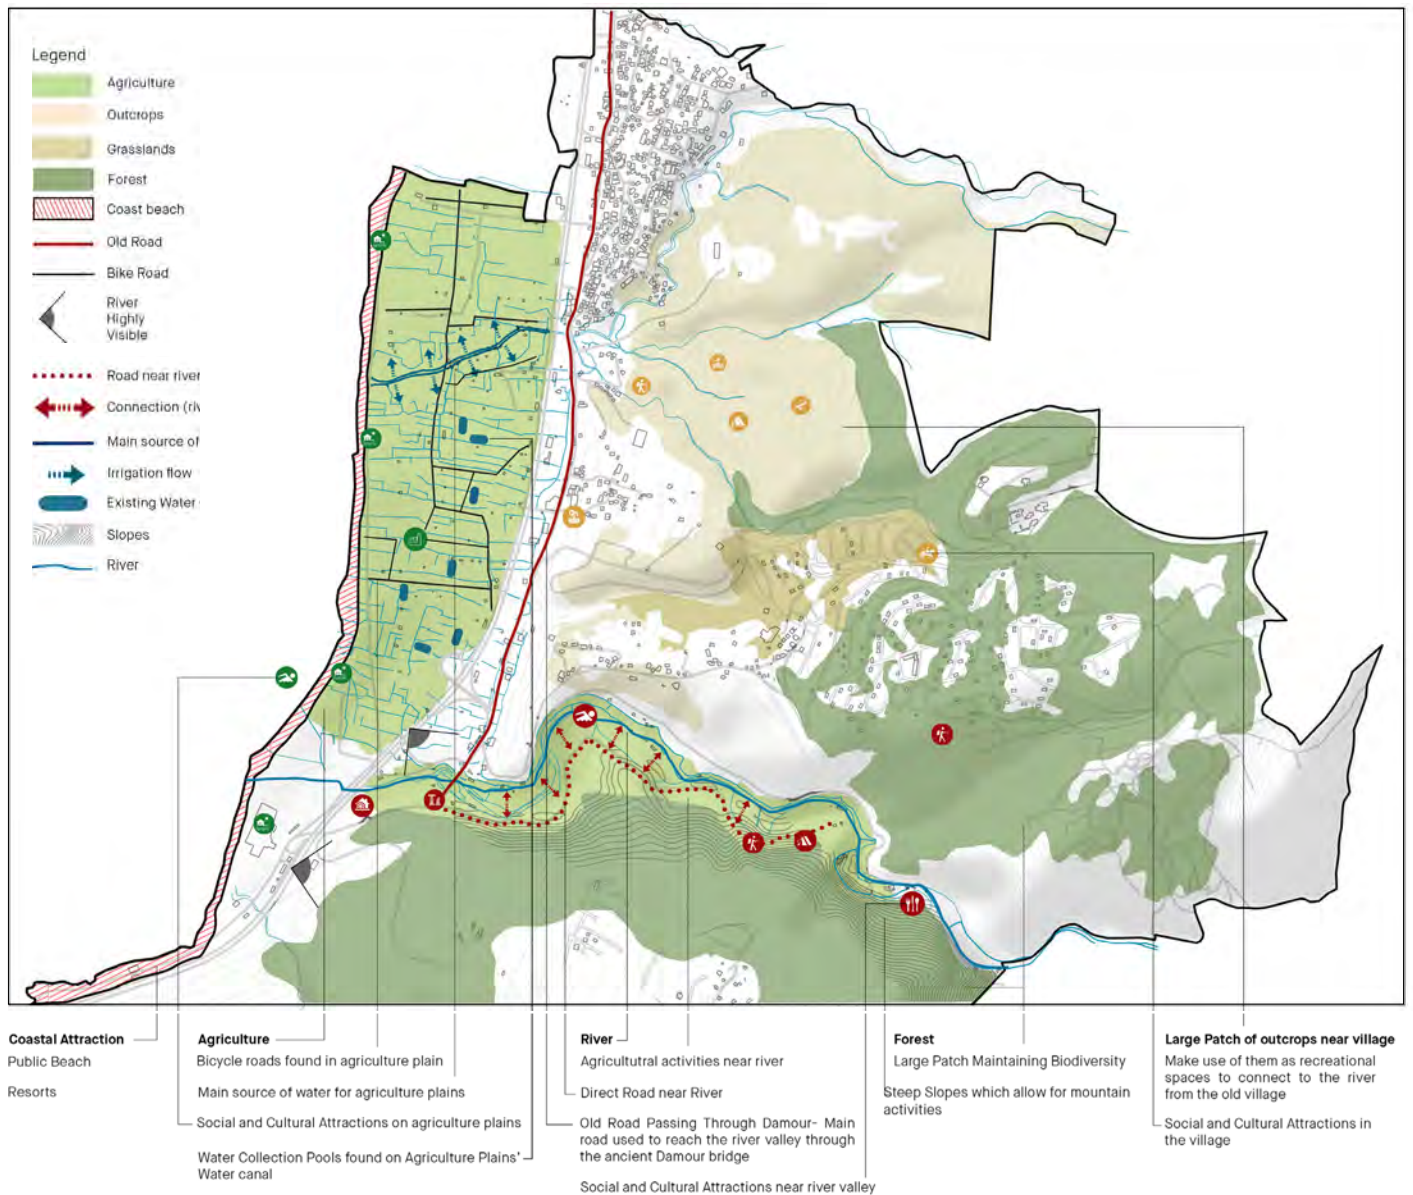 Legend
Agriculture
Outcrops
Grasslands
Forest
Coast beach
Old Road
Bike Road
River
Highly
Visible
Road near river
Connection (riv
Main source of
Irrigation flow
Existing Water
Slopes
River
Coastal Attraction
Public Beach
Resorts
Agriculture
Bicycle roads found in agriculture plain
Main source of water for agriculture plains
Social and Cultural Attractions on agriculture plains
Water Collection Pools found on Agriculture Plains'
Water canal
River
Agricultutral activities near river
Direct Road near River
Old Road Passing Through Damour- Main
road used to reach the river valley through
the ancient Damour bridge
Social and Cultural Attractions near river valley
Forest
Large Patch Maintaining Biodiversity
Steep Slopes which allow for mountain
activities
Large Patch of outcrops near village
Make use of them as recreational
spaces to connect to the river
from the old village
Social and Cultural Attractions in
the village